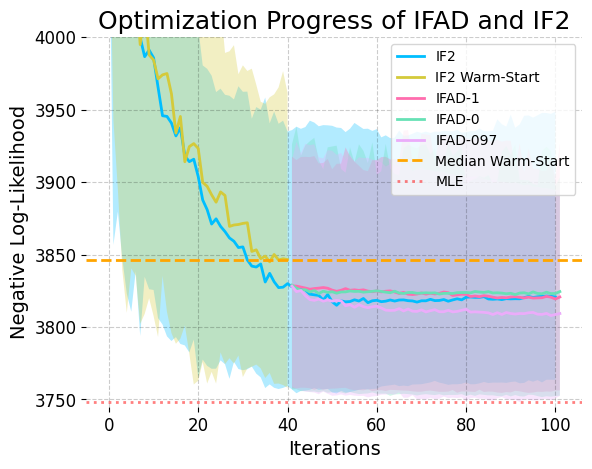 Optimization Progress of IFAD and IF2
4000
3950
3900
3850
3800
3750
Negative Log-Likelihood
0 20 40 60 80 100
Iterations
IF2
IF2 Warm-Start
IFAD-1
IFAD-0
IFAD-097
Median Warm-Start
MLE